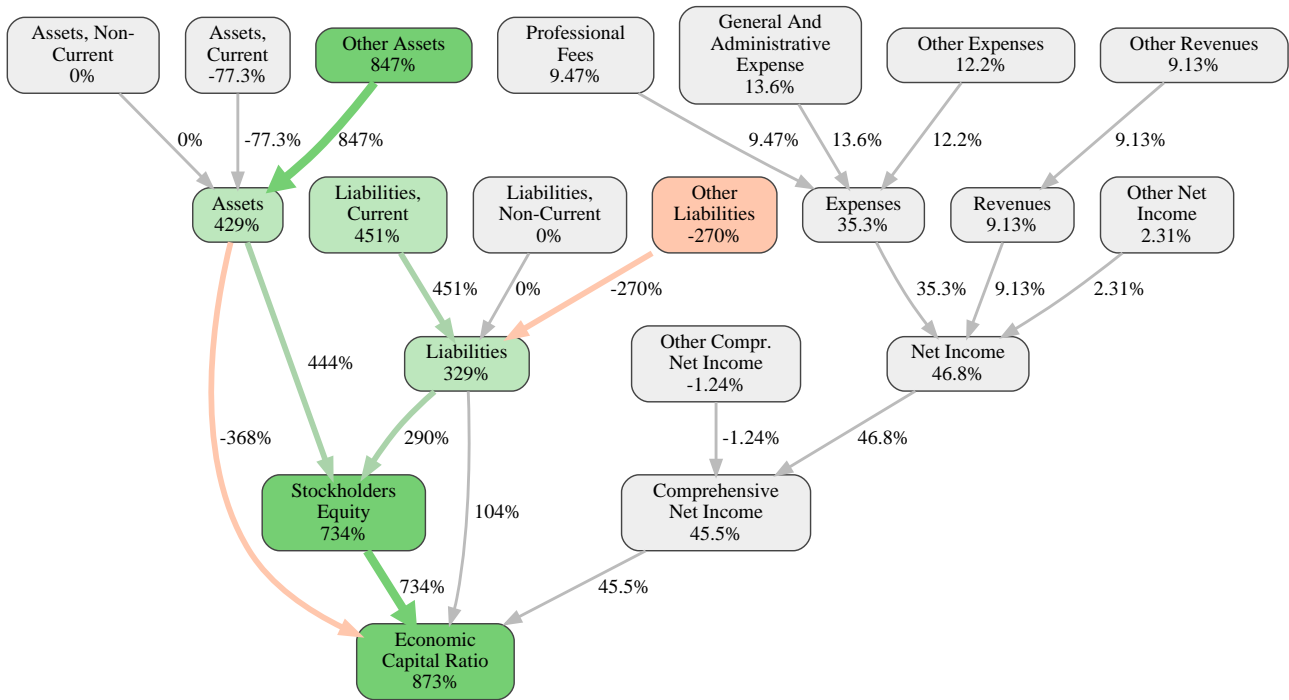 Assets, Non-
Current
0%
Assets,
Current
-77.3%
Other Assets
847%
Professional
Fees
9.47%
General And
Administrative
Expense
13.6%
Other Expenses
12.2%
Other Revenues
9.13%
0%
-77.3%
847%
9.47%
13.6%
12.2%
9.13%
Assets
429%
Liabilities,
Current
451%
Liabilities,
Non-Current
0%
Other
Liabilities
-270%
Expenses
35.3%
Revenues
9.13%
Other Net
Income
2.31%
451%
0%
-270%
35.3%
9.13%
2.31%
444%
Liabilities
329%
Other Compr.
Net Income
-1.24%
Net Income
46.8%
-368%
290%
104%
-1.24%
46.8%
Stockholders
Equity
734%
Comprehensive
Net Income
45.5%
734%
45.5%
Economic
Capital Ratio
873%